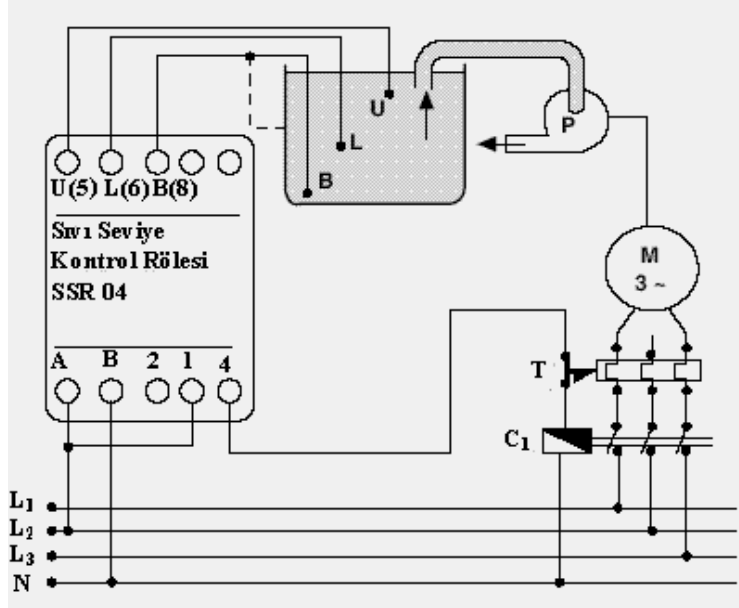 U
L
B
P
U(5) L(6) B(8)
Sıvı Seviye
Kontrol Rölesi
SSR 04
M
3 ~
A B 2 1 4
T
C1
L1
L2
L3
N